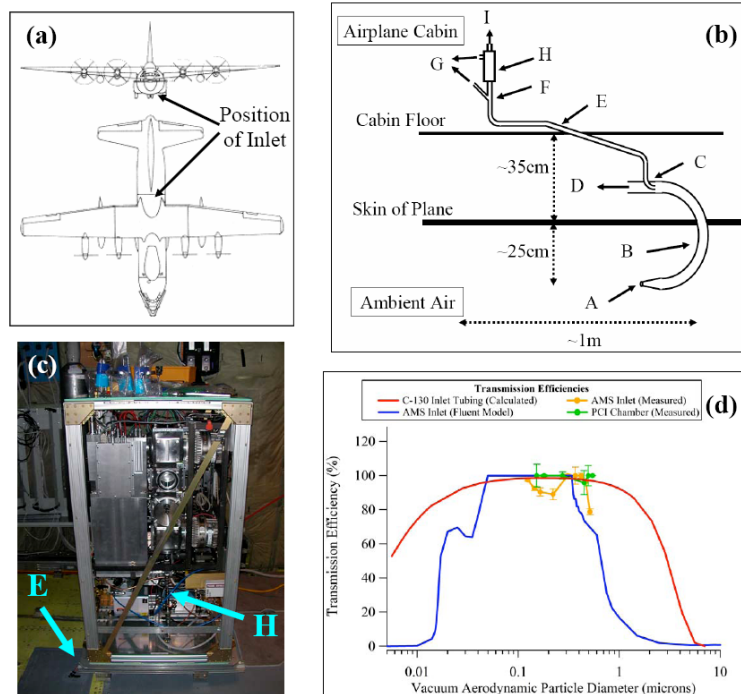 (a)
Position
of Inlet
(b)
I
Airplane Cabin
H
G
F
E
Cabin Floor
~35cm
C
D
Skin of Plane
~25cm
B
A
Ambient Air
~1m
(c)
E
H
(d)
Transmission Efficiencies
C-130 Inlet Tubing (Calculated)
AMS Inlet (Measured)
AMS Inlet (Fluent Model)
PCI Chamber (Measured)
120
100
80
60
40
20
0
Transmission Efficiency (%)
0.01
0.1
1
10
Vacuum Aerodynamic Particle Diameter (microns)